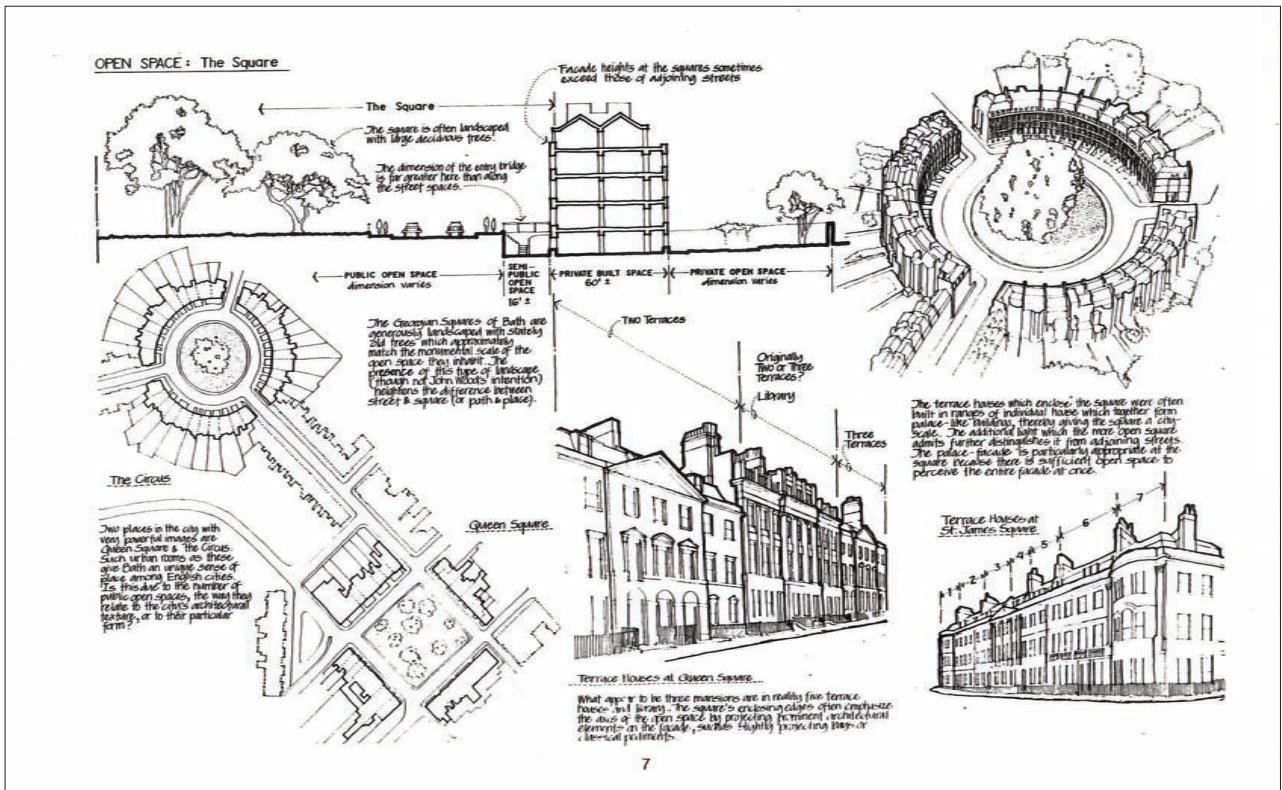 OPEN SPACE: The Square
The Square
Facade heights at the squares sometimes
exceed those of adjoining streets
The square is often landscaped
with large deciduous trees.
The dimension of the entry bridge
is far greater here than along
the street spaces.
PUBLIC OPEN SPACE
dimension varies
SEMI-
PUBLIC
OPEN
SPACE
16' ±
PRIVATE BUILT SPACE
60' ±
PRIVATE OPEN SPACE
dimension varies
The Georgian Squares of Bath are
generously landscaped with stately
old trees which approximately
match the monumental scale of the
open space they inhabit. The
presence of this type of landscape
(though not John Woods' intention)
heightens the difference between
street & square (or path & place).
Two Terraces
Originally
Two or Three
Terraces?
Library
Three
Terraces
The terrace houses which enclose the square were often
built in ranges of individual house which together form
palace-like buildings, thereby giving the square a city
scale. The additional light which the more open square
admits further distinguishes it from adjoining streets.
The palace-facade is particularly appropriate at the
square because there is sufficient open space to
perceive the entire facade at once.
The Circus
Two places in the city with
very powerful images are
Queen Square & The Circus.
Such urban rooms as these
give Bath an unique sense of
place among English cities.
Is this due to the number of
public open spaces, the way they
relate to the city's architectural
texture, or to their particular
form?
Queen Square
Terrace Houses at Queen Square
What appear to be three mansions are in reality five terrace
houses and library. The square's enclosing edges often emphasize
the axis of the open space by projecting prominent architectural
elements on the facade, such as slightly projecting bays or
classical pediments.
Terrace Houses at
St. James Square
1 2 3 4 5 6 7
7